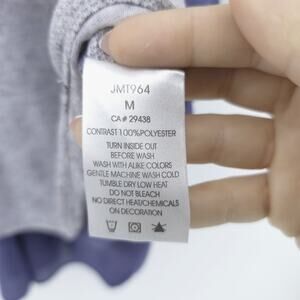 JMT964
M
CA# 29438
CONTRAST 100%POLYESTER
TURN INSIDE OUT
BEFORE WASH
WASH WITH ALIKE COLORS
GENTLE MACHINE WASH COLD
TUMBLE DRY LOW HEAT
DO NOT BLEACH
NO DIRECT HEAT/CHEMICALS
ON DECORATION